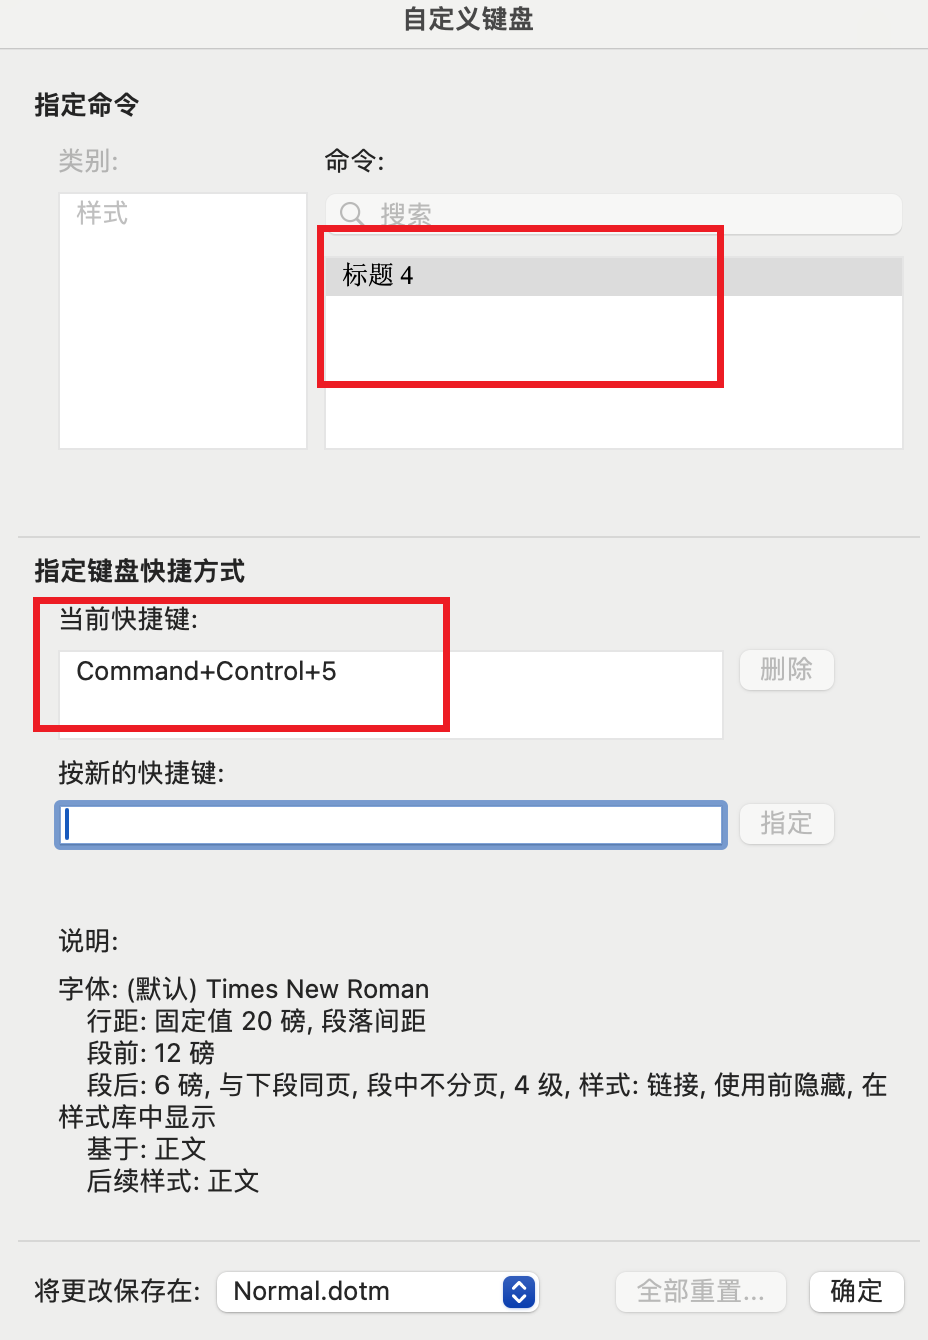 自定义键盘
指定命令
类别:
命令:
样式
搜索
标题 4
指定键盘快捷方式
当前快捷键:
Command+Control+5
删除
按新的快捷键:
指定
说明:
字体: (默认) Times New Roman
行距: 固定值 20 磅, 段落间距
段前: 12 磅
段后: 6 磅, 与下段同页, 段中不分页, 4 级, 样式: 链接, 使用前隐藏, 在
样式库中显示
基于: 正文
后续样式: 正文
将更改保存在:
Normal.dotm
全部重置...
确定